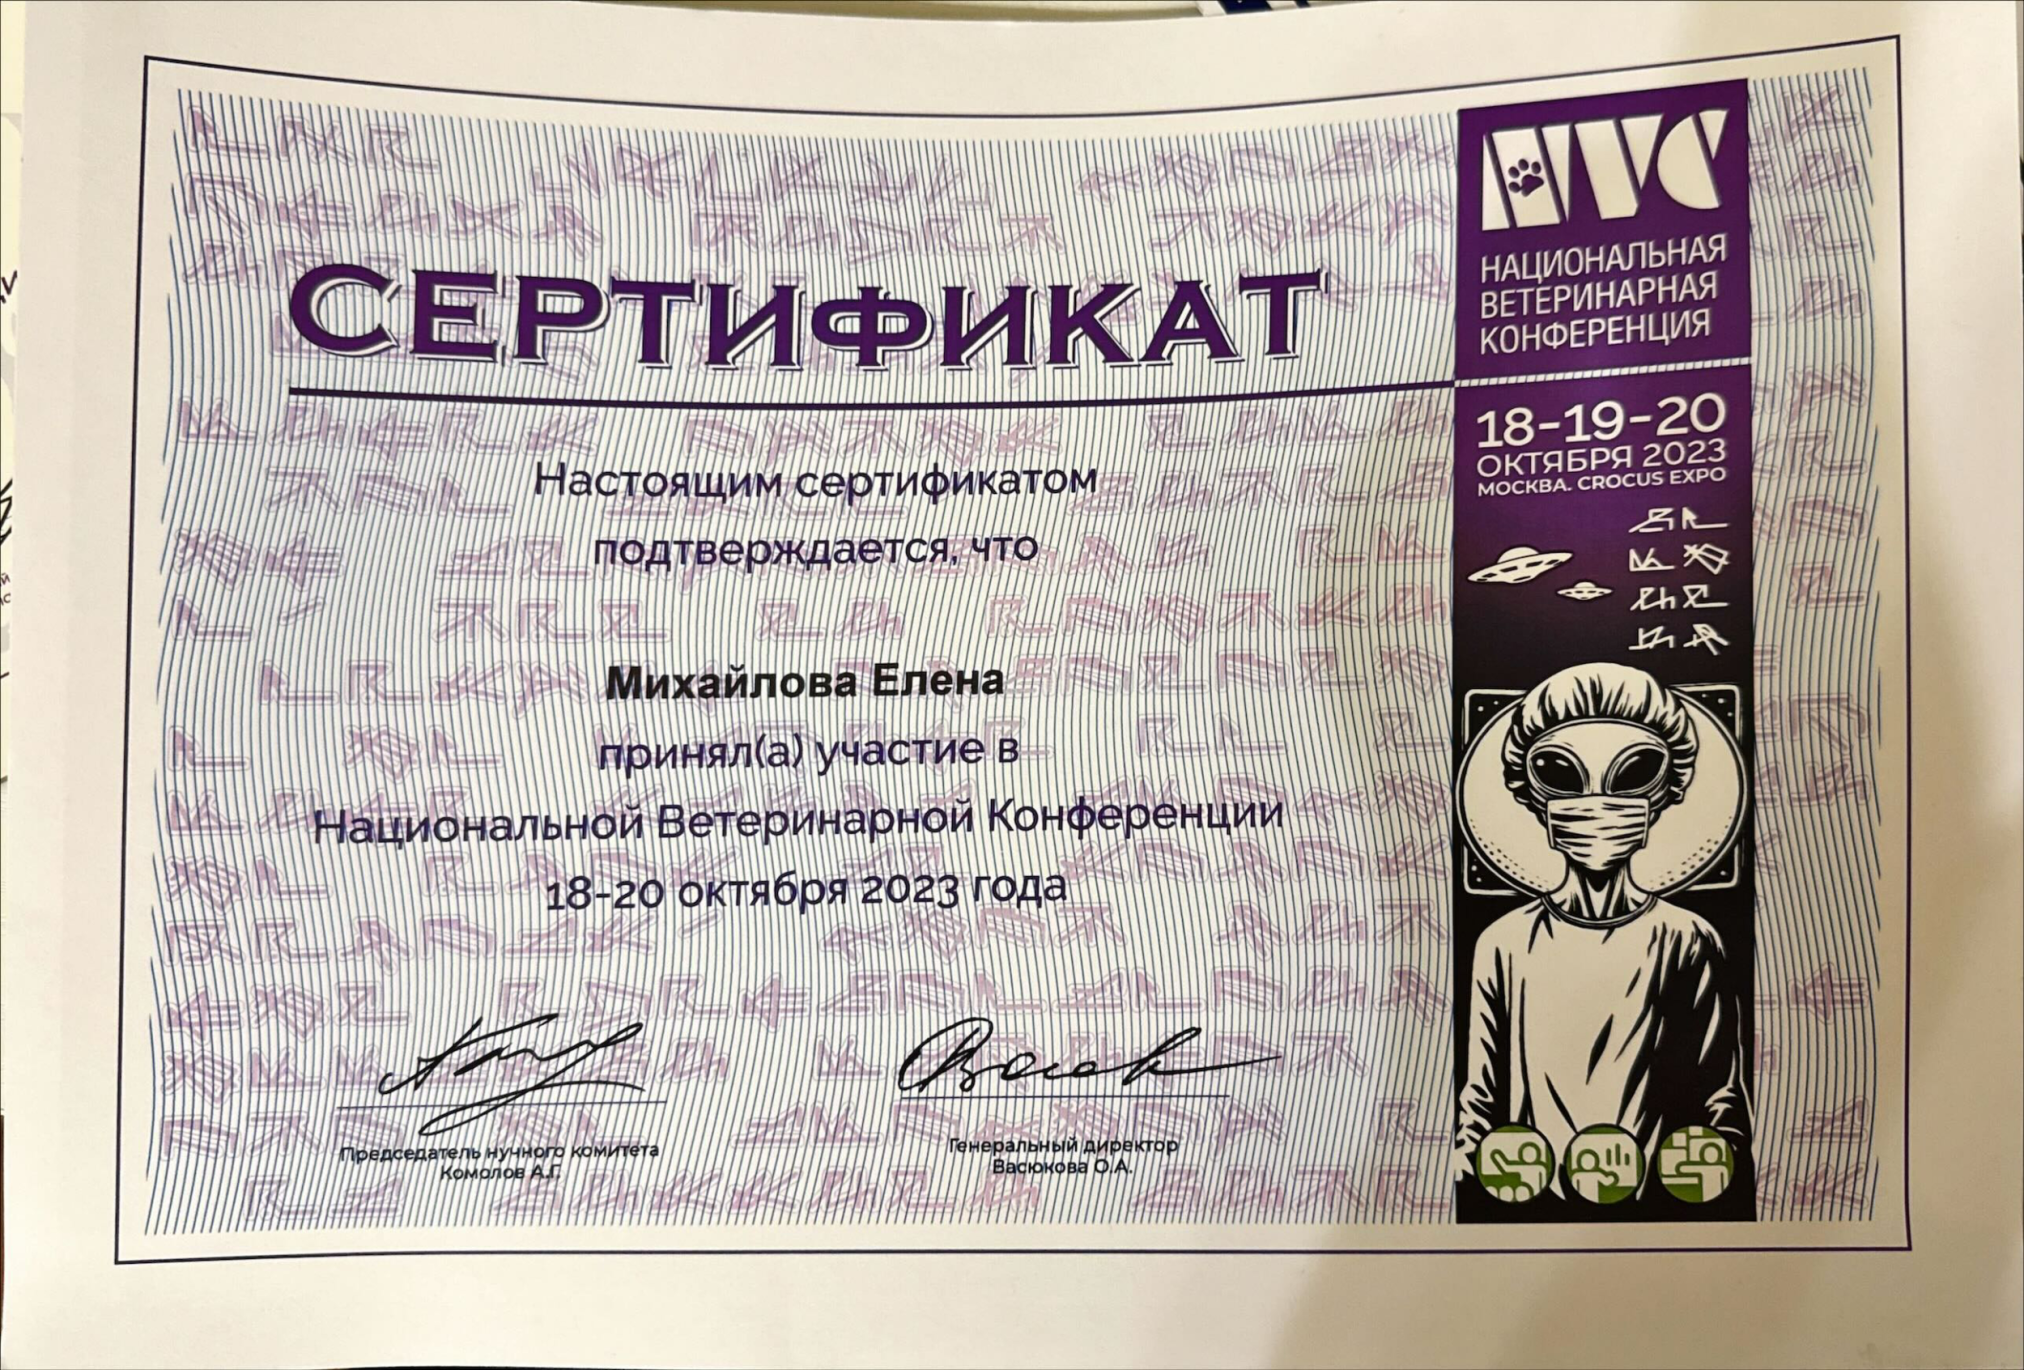 NVC
НАЦИОНАЛЬНАЯ
ВЕТЕРИНАРНАЯ
КОНФЕРЕНЦИЯ
18-19-20
ОКТЯБРЯ 2023
МОСКВА. CROCUS EXPO
СЕРТИФИКАТ
Настоящим сертификатом
подтверждается, что
Михайлова Елена
принял(а) участие в
Национальной Ветеринарной Конференции
18-20 октября 2023 года
Председатель нучного комитета
Комолов А.Г.
Генеральный директор
Васюкова О.А.